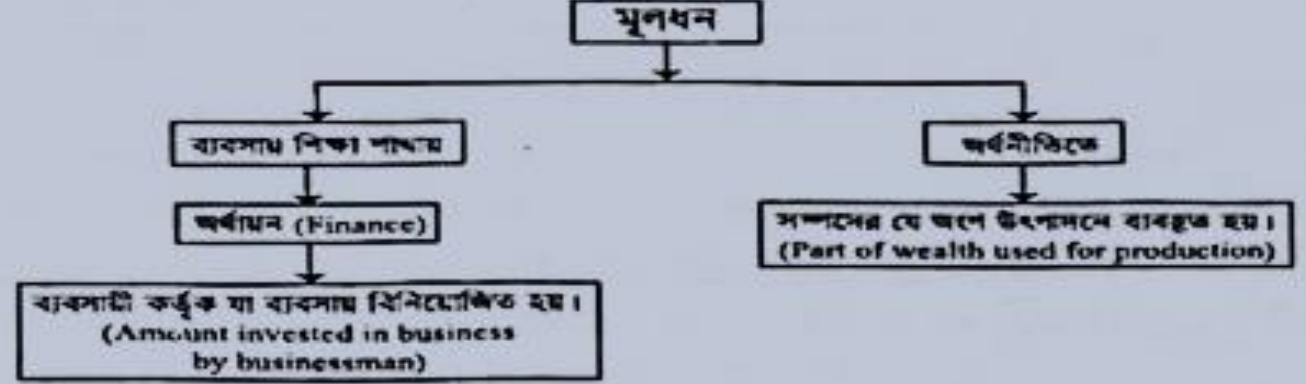 মূলধন
ব্যবসায় শিক্ষা শাখায়
অর্থনীতিতে
অর্থায়ন (Finance)
সম্পদের যে অংশ উৎপাদনে ব্যবহৃত হয়।
(Part of wealth used for production)
ব্যবসায়ী কর্তৃক যা ব্যবসায় বিনিয়োজিত হয়।
(Amount invested in business
by businessman)